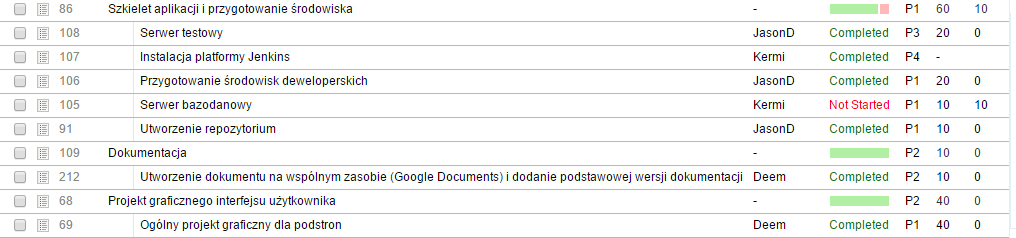 86 Szkielet aplikacji i przygotowanie środowiska - P1 60 10
108 Serwer testowy JasonD Completed P3 20 0
107 Instalacja platformy Jenkins Kermi Completed P4 -
106 Przygotowanie środowisk deweloperskich JasonD Completed P1 20 0
105 Serwer bazodanowy Kermi Not Started P1 10 10
91 Utworzenie repozytorium JasonD Completed P1 10 0
109 Dokumentacja - P2 10 0
212 Utworzenie dokumentu na wspólnym zasobie (Google Documents) i dodanie podstawowej wersji dokumentacji Deem Completed P2 10 0
68 Projekt graficznego interfejsu użytkownika - P2 40 0
69 Ogólny projekt graficzny dla podstron Deem Completed P1 40 0